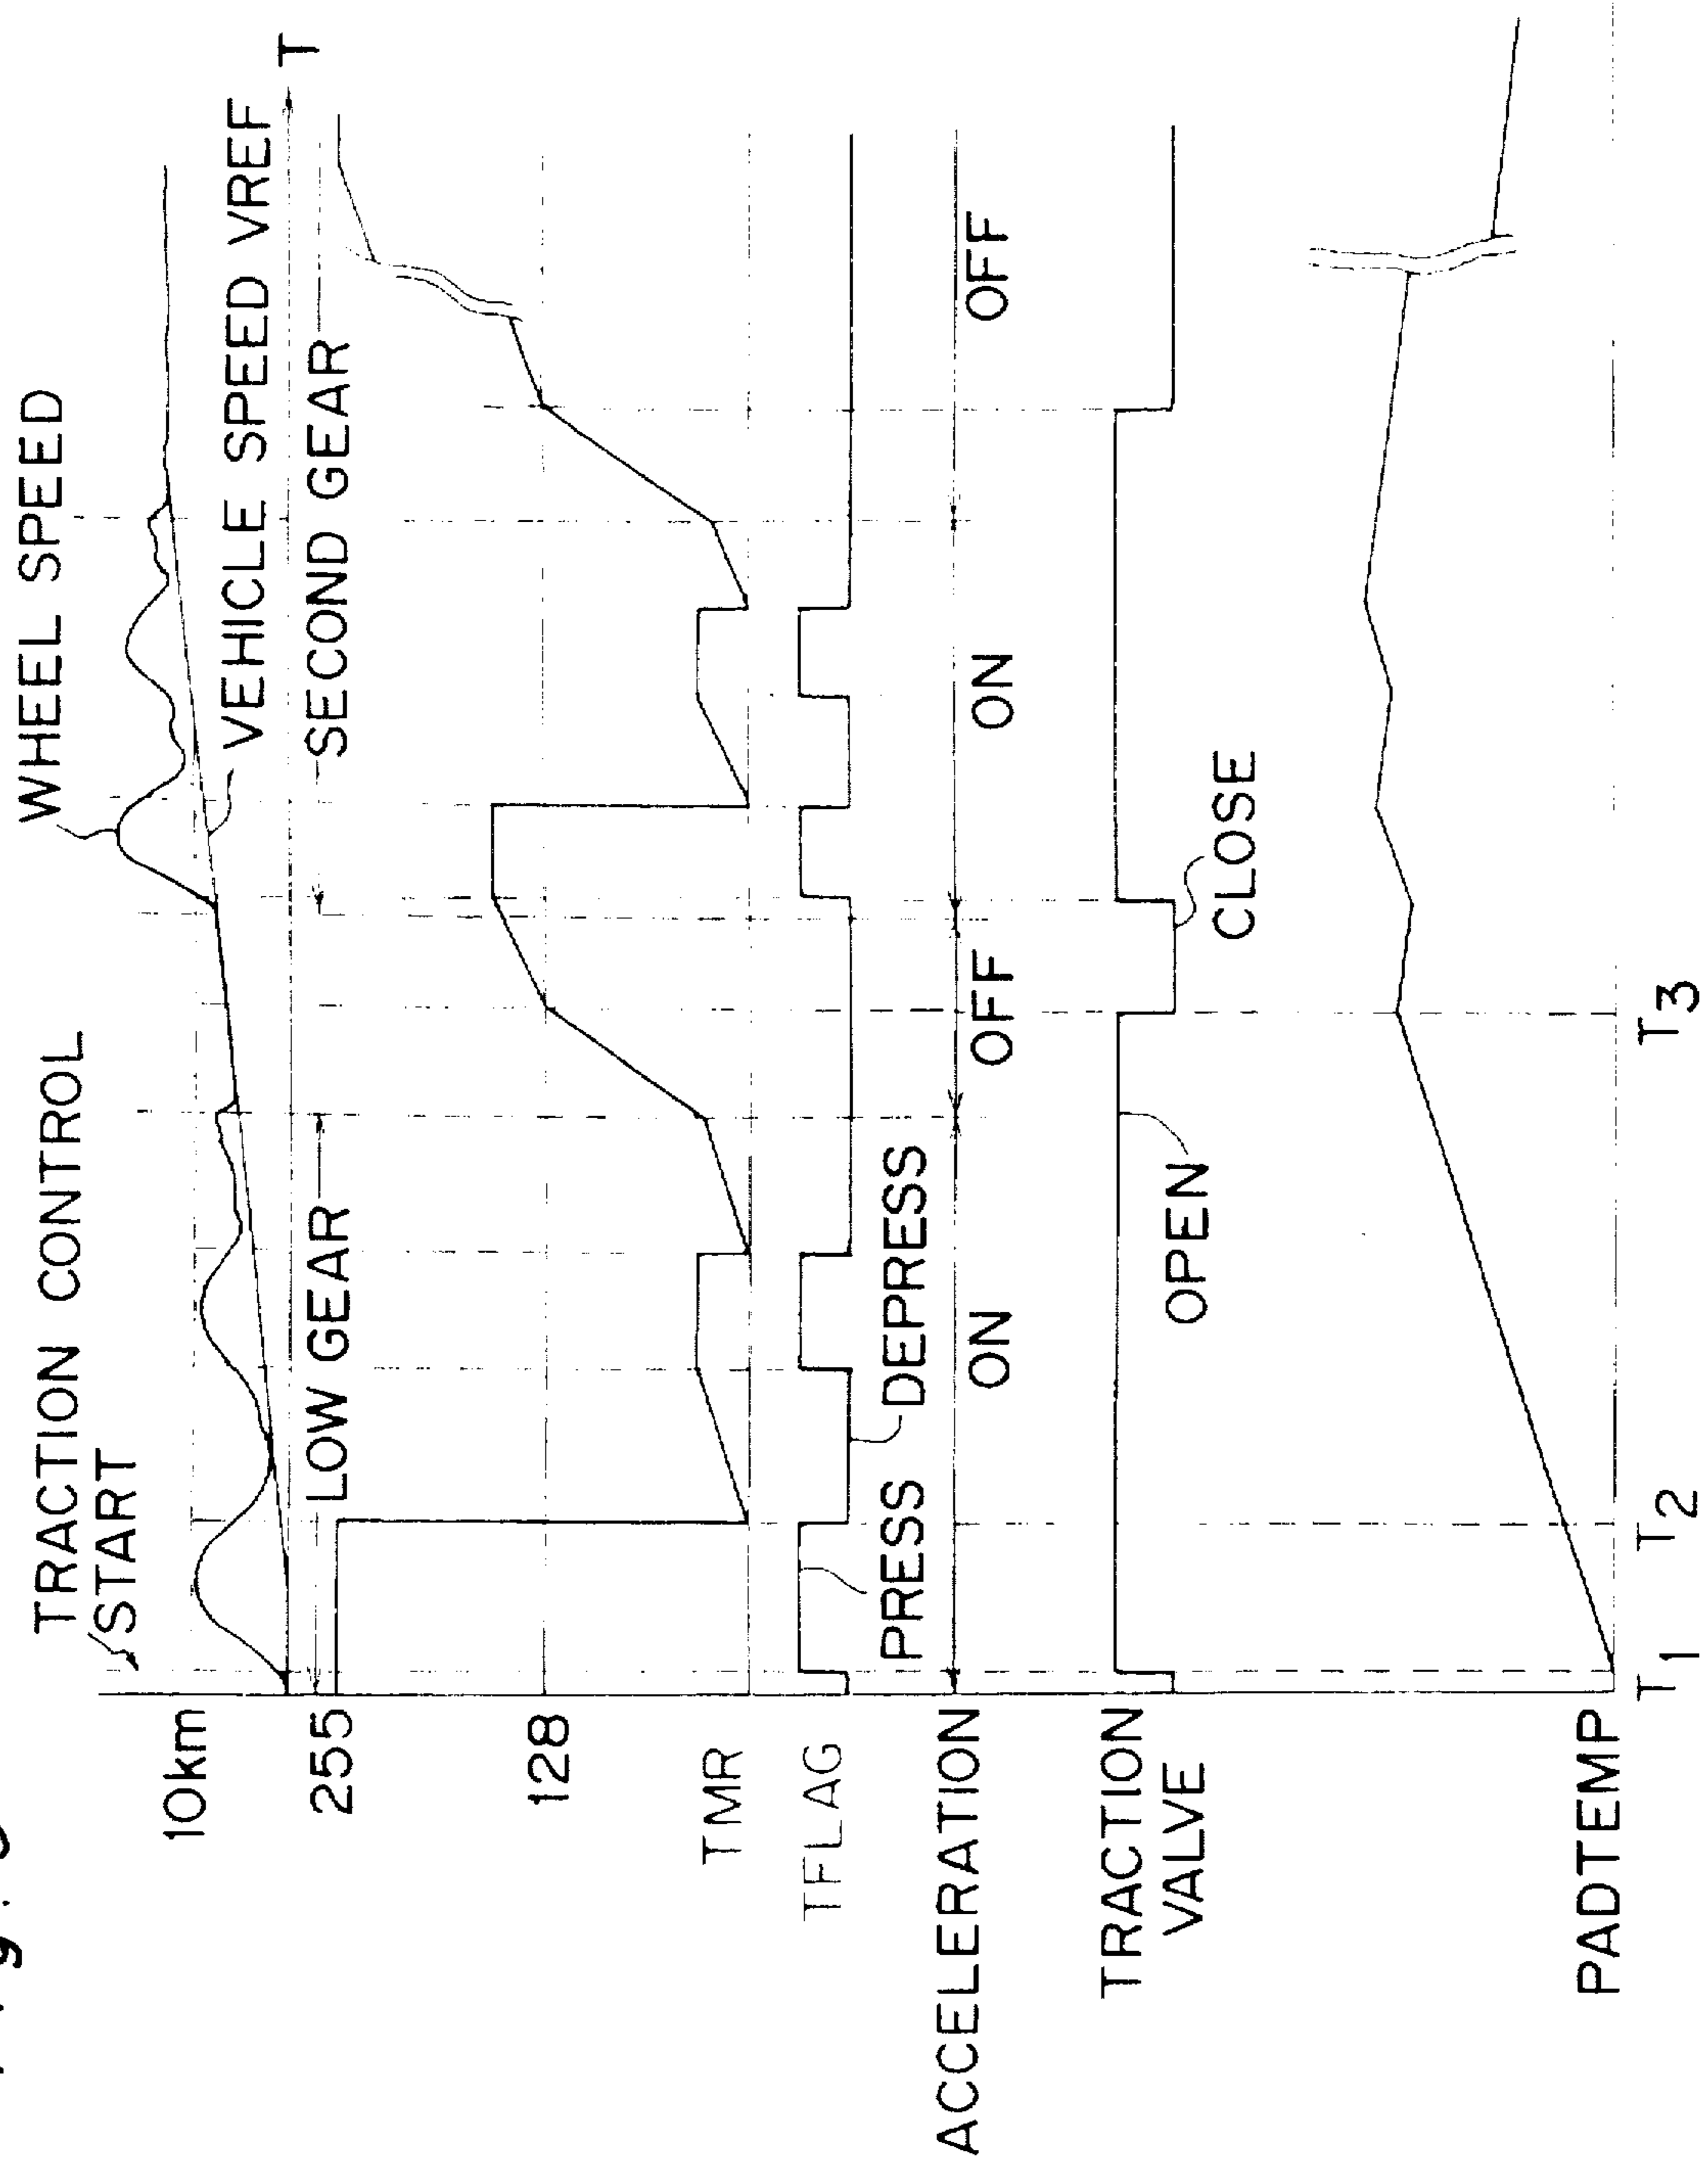 TRACTION CONTROL
START
WHEEL SPEED
10km
VEHICLE SPEED VREF
T
LOW GEAR
SECOND GEAR
255
128
TMR
TFLAG
PRESS
DEPRESS
ACCELERATION
ON
OFF
ON
OFF
TRACTION
VALVE
OPEN
CLOSE
PADTEMP
T1
T2
T3